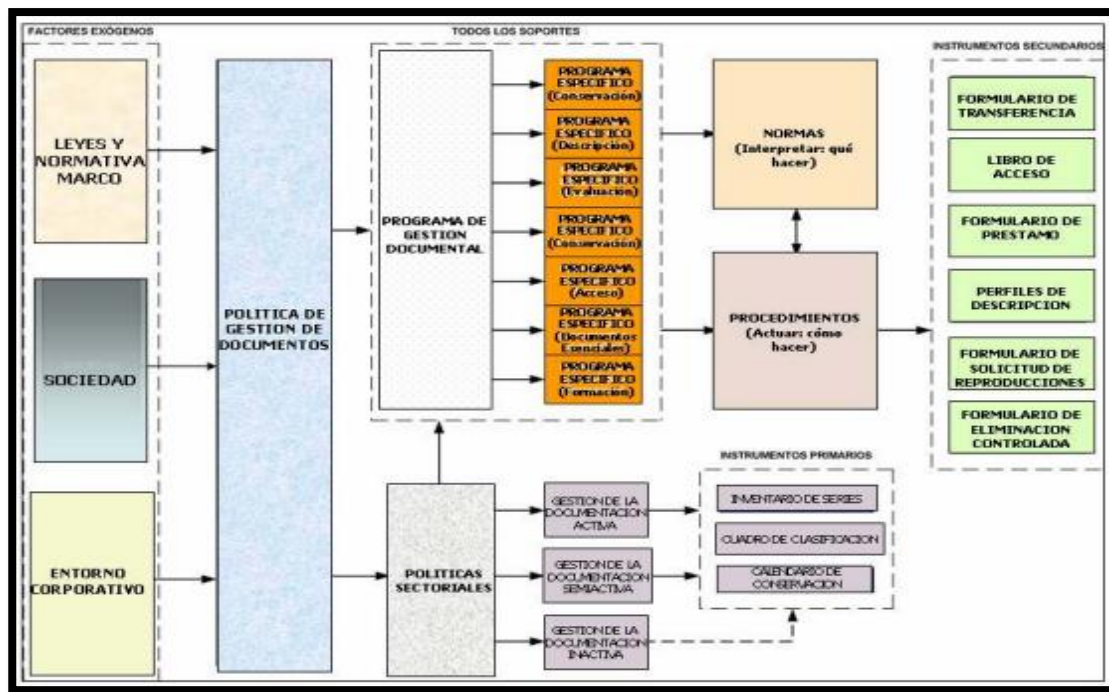 FACTORES EXÓGENOS
LEYES Y
NORMATIVA
MARCO
SOCIEDAD
ENTORNO
CORPORATIVO
POLITICA DE
GESTION DE
DOCUMENTOS
TODOS LOS SOPORTES
PROGRAMA DE
GESTION
DOCUMENTAL
PROGRAMA
ESPECIFICO
(Conservación)
PROGRAMA
ESPECIFICO
(Descripción)
PROGRAMA
ESPECIFICO
(Evaluación)
PROGRAMA
ESPECIFICO
(Conservación)
PROGRAMA
ESPECIFICO
(Acceso)
PROGRAMA
ESPECIFICO
(Documentos
Esenciales)
PROGRAMA
ESPECIFICO
(Formación)
NORMAS
(Interpretar: qué
hacer)
PROCEDIMIENTOS
(Actuar: cómo
hacer)
INSTRUMENTOS SECUNDARIOS
FORMULARIO DE
TRANSFERENCIA
LIBRO DE
ACCESO
FORMULARIO DE
PRESTAMO
PERFILES DE
DESCRIPCION
FORMULARIO DE
SOLICITUD DE
REPRODUCCIONES
FORMULARIO DE
ELIMINACION
CONTROLADA
POLITICAS
SECTORIALES
GESTION DE LA
DOCUMENTACION
ACTIVA
GESTION DE LA
DOCUMENTACION
SEMIACTIVA
GESTION DE LA
DOCUMENTACION
INACTIVA
INSTRUMENTOS PRIMARIOS
INVENTARIO DE SERIES
CUADRO DE CLASIFICACION
CALENDARIO DE
CONSERVACION